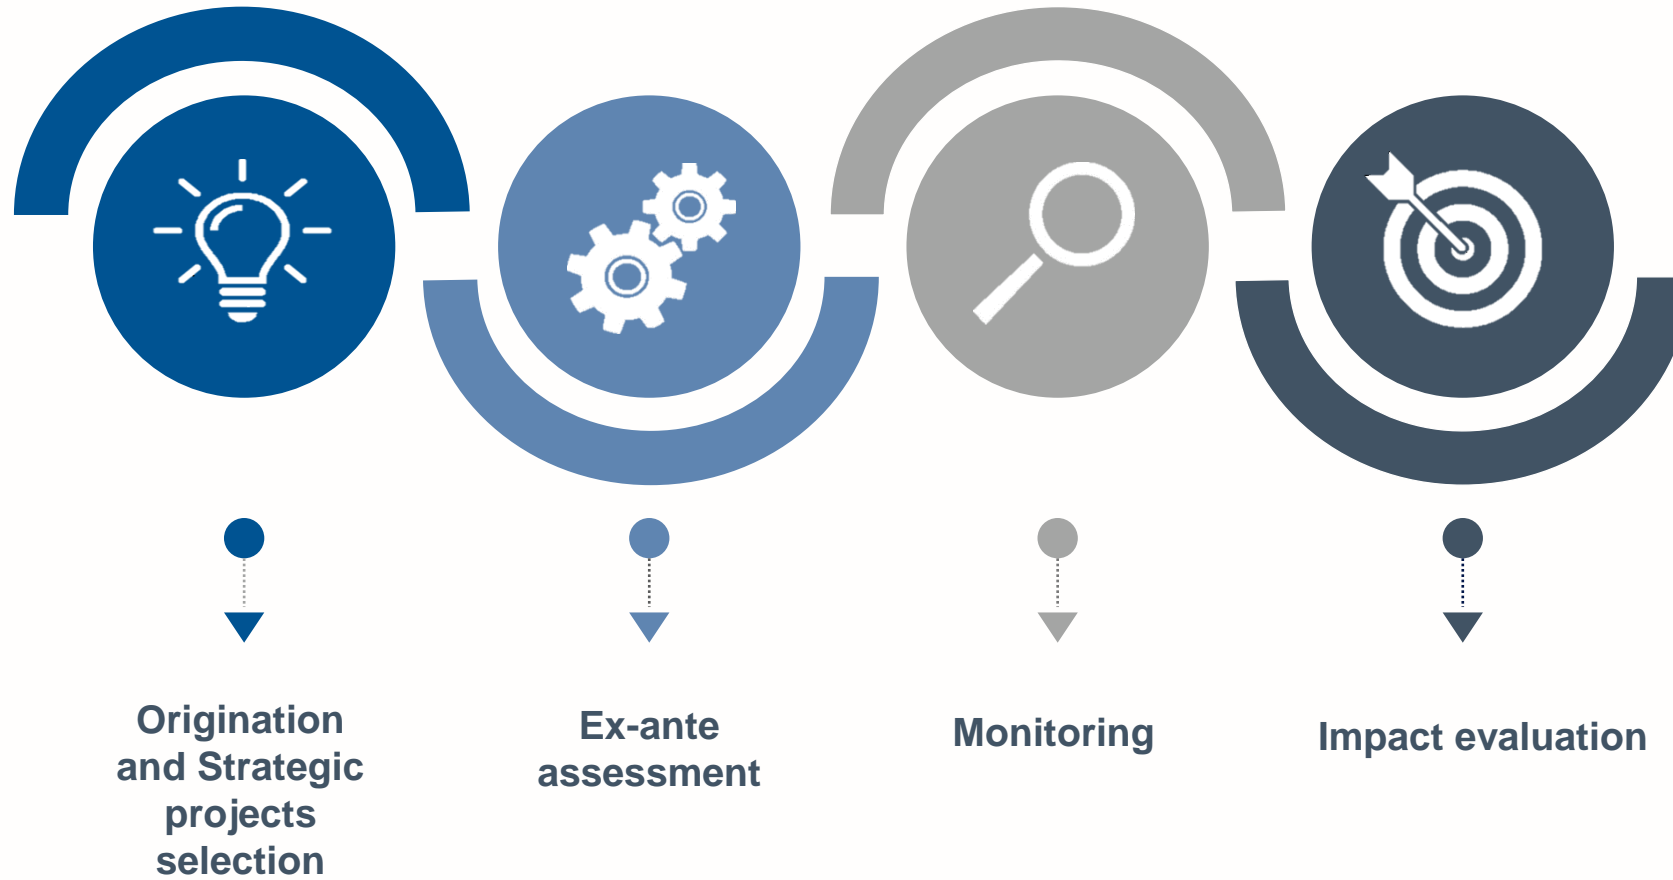 Origination
and Strategic
projects
selection
Ex-ante
assessment
Monitoring
Impact evaluation